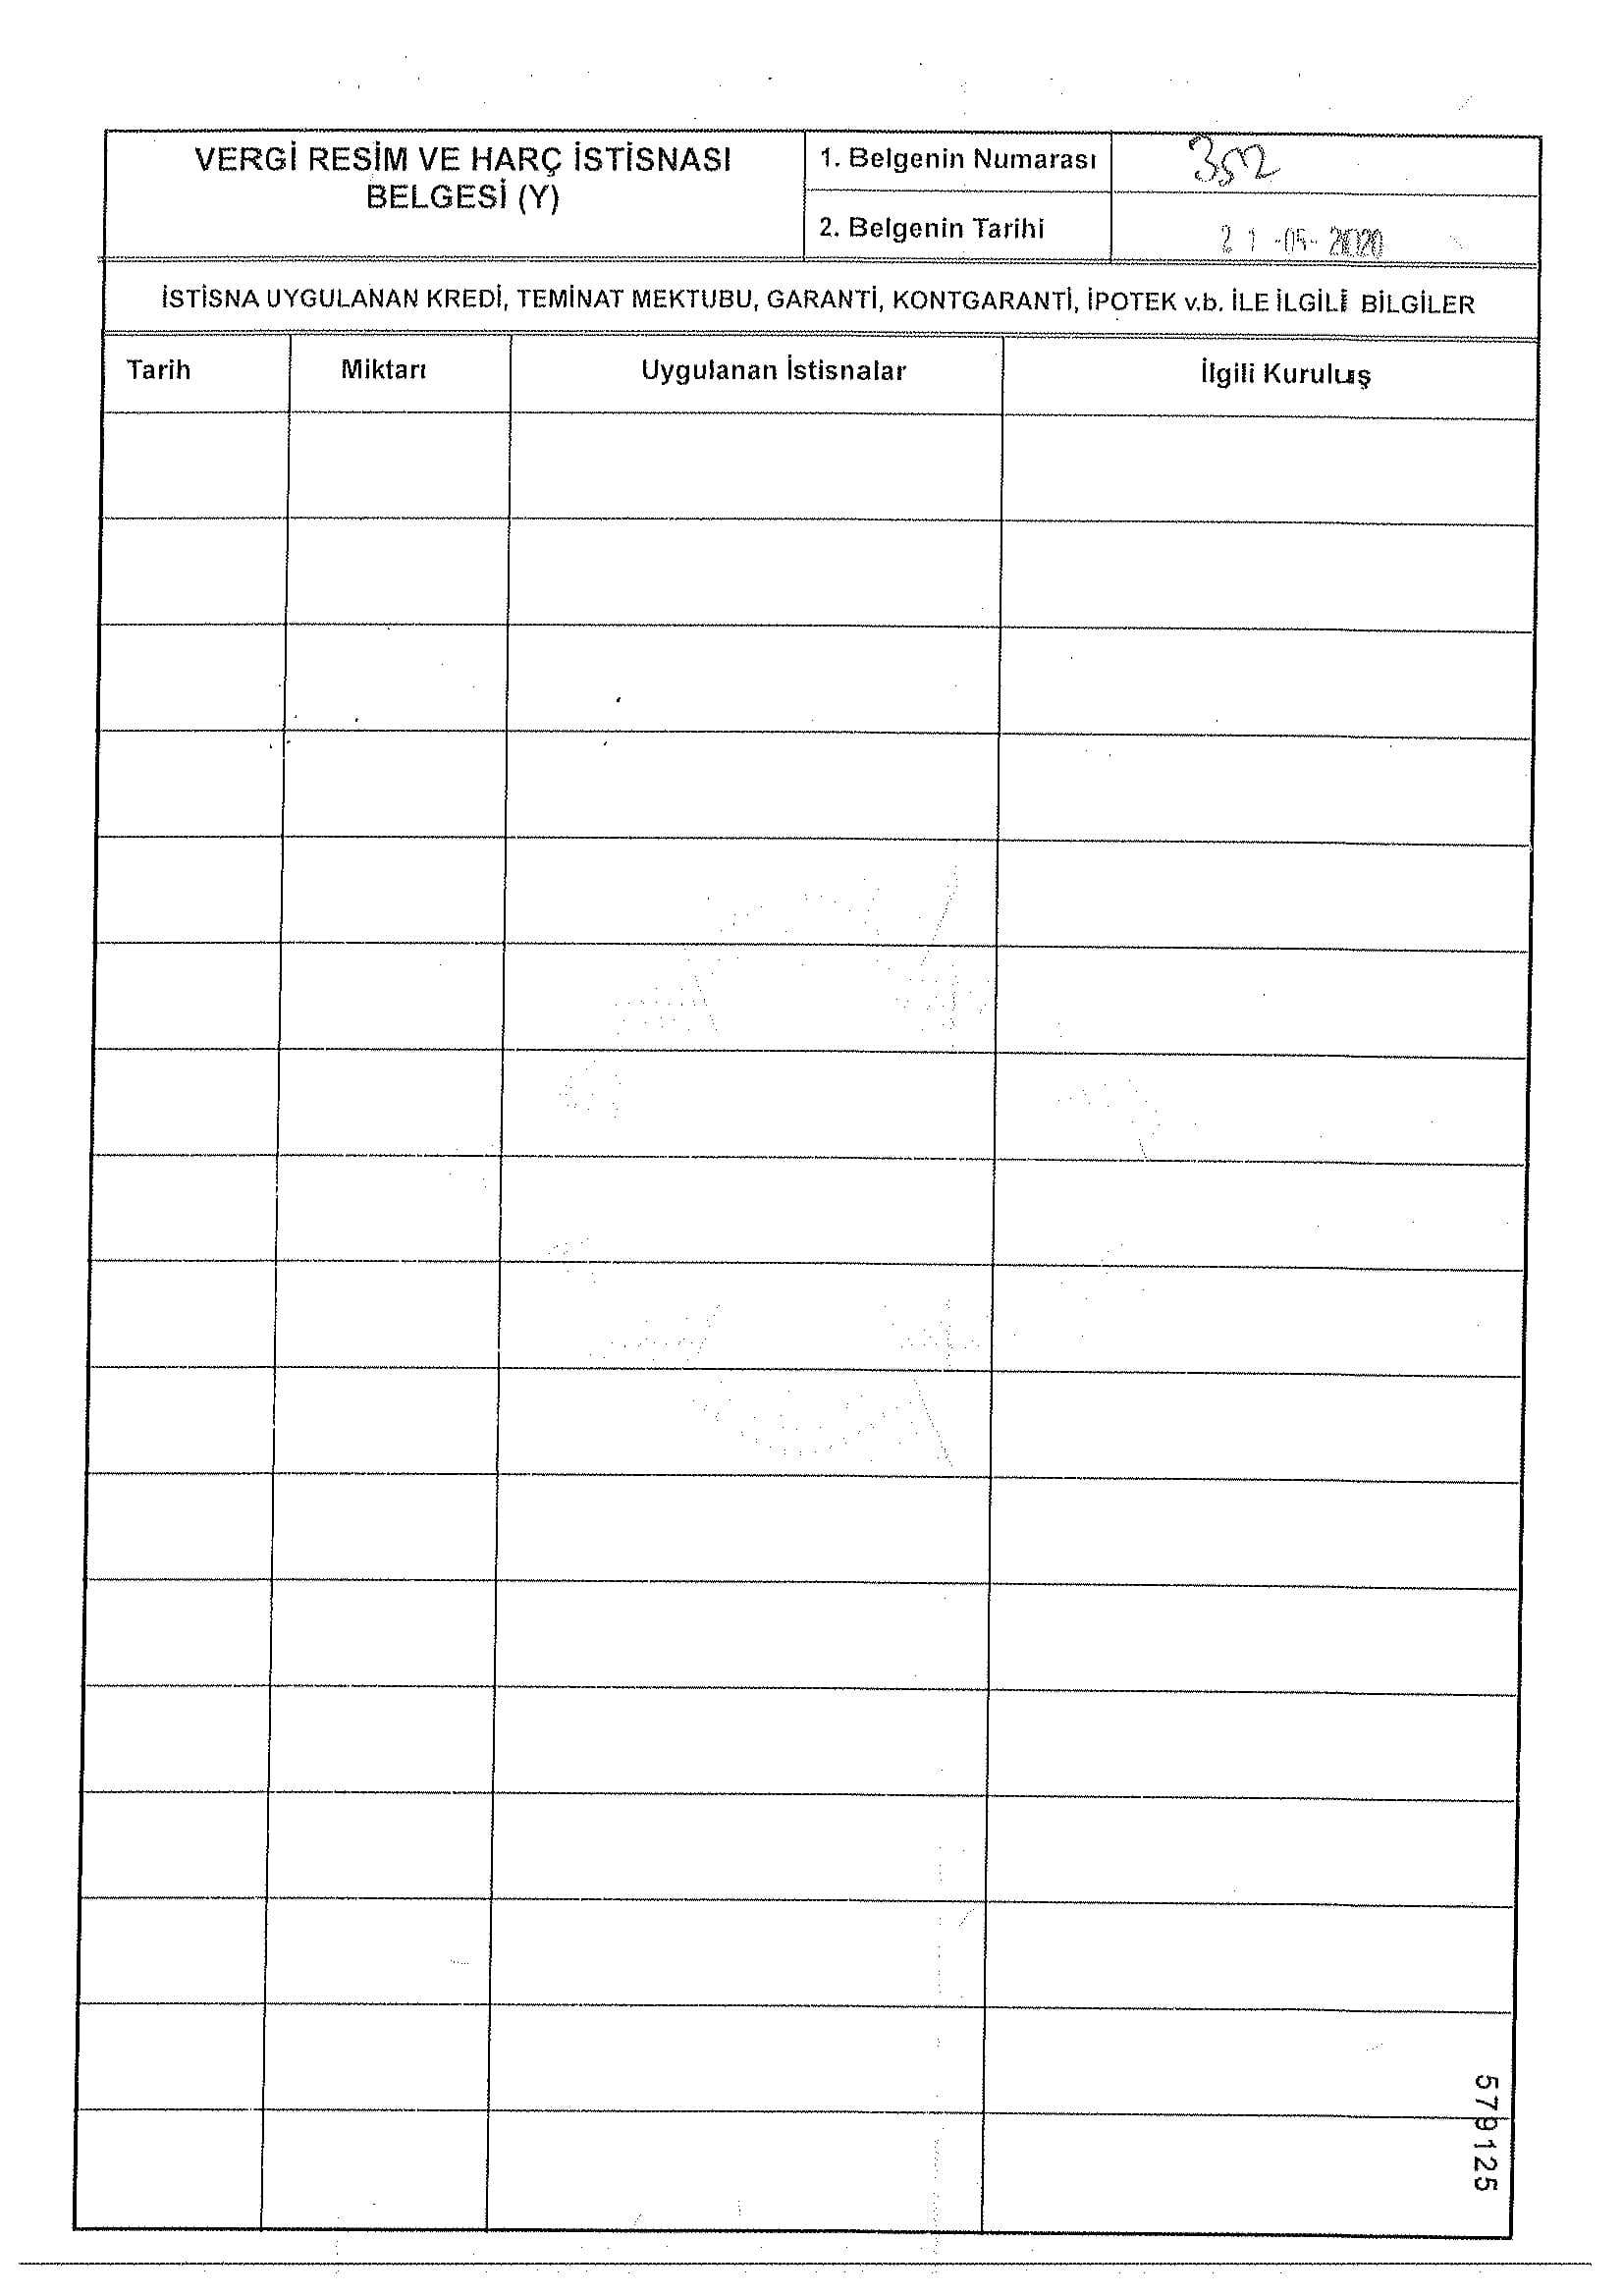 VERGİ RESİM VE HARÇ İSTİSNASI
BELGESİ (Y)
1. Belgenin Numarası
352
2. Belgenin Tarihi
21-05-2020
İSTİSNA UYGULANAN KREDİ, TEMİNAT MEKTUBU, GARANTİ, KONTGARANTİ, İPOTEK v.b. İLE İLGİLİ BİLGİLER
Tarih
Miktarı
Uygulanan İstisnalar
İlgili Kuruluş
579125